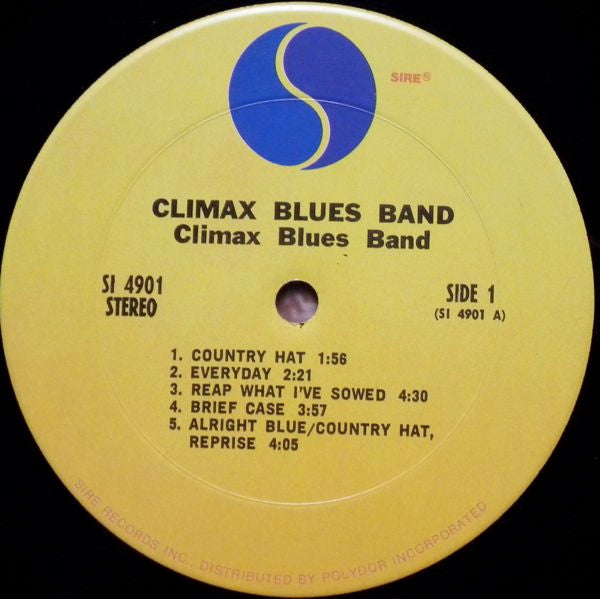 SIRE®
CLIMAX BLUES BAND
Climax Blues Band
SI 4901
STEREO
SIDE 1
(SI 4901 A)
1. COUNTRY HAT 1:56
2. EVERYDAY 2:21
3. REAP WHAT I'VE SOWED 4:30
4. BRIEF CASE 3:57
5. ALRIGHT BLUE/COUNTRY HAT,
REPRISE 4:05
SIRE RECORDS INC., DISTRIBUTED BY POLYDOR INCORPORATED